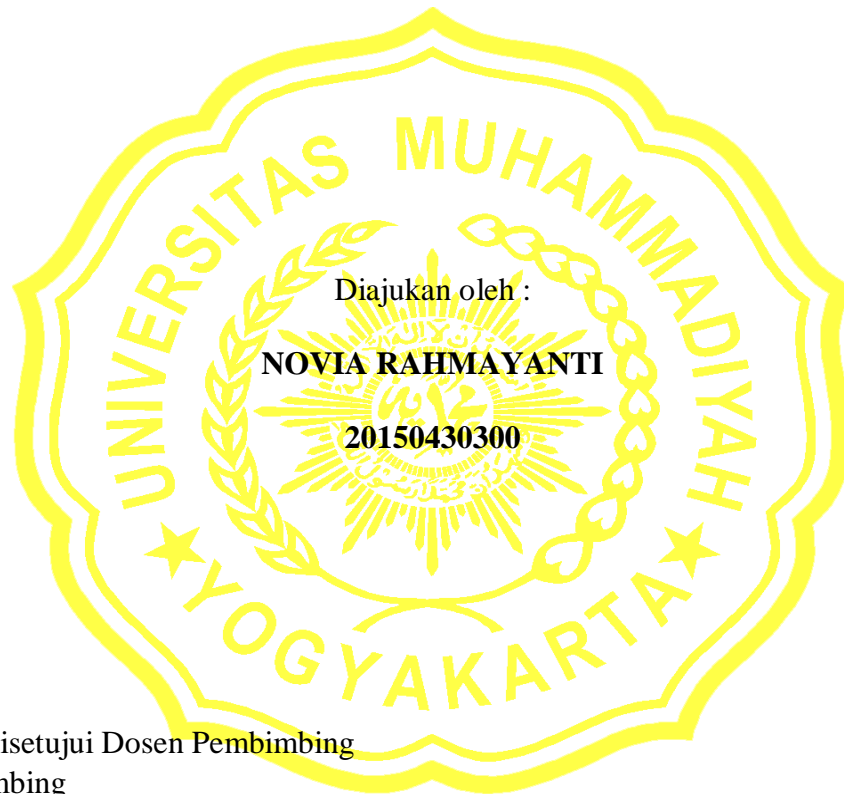 UNIVERSITAS MUHAMMADIYAH
YOGYAKARTA
Diajukan oleh :
NOVIA RAHMAYANTI
20150430300
isetujui Dosen Pembimbing
nbing